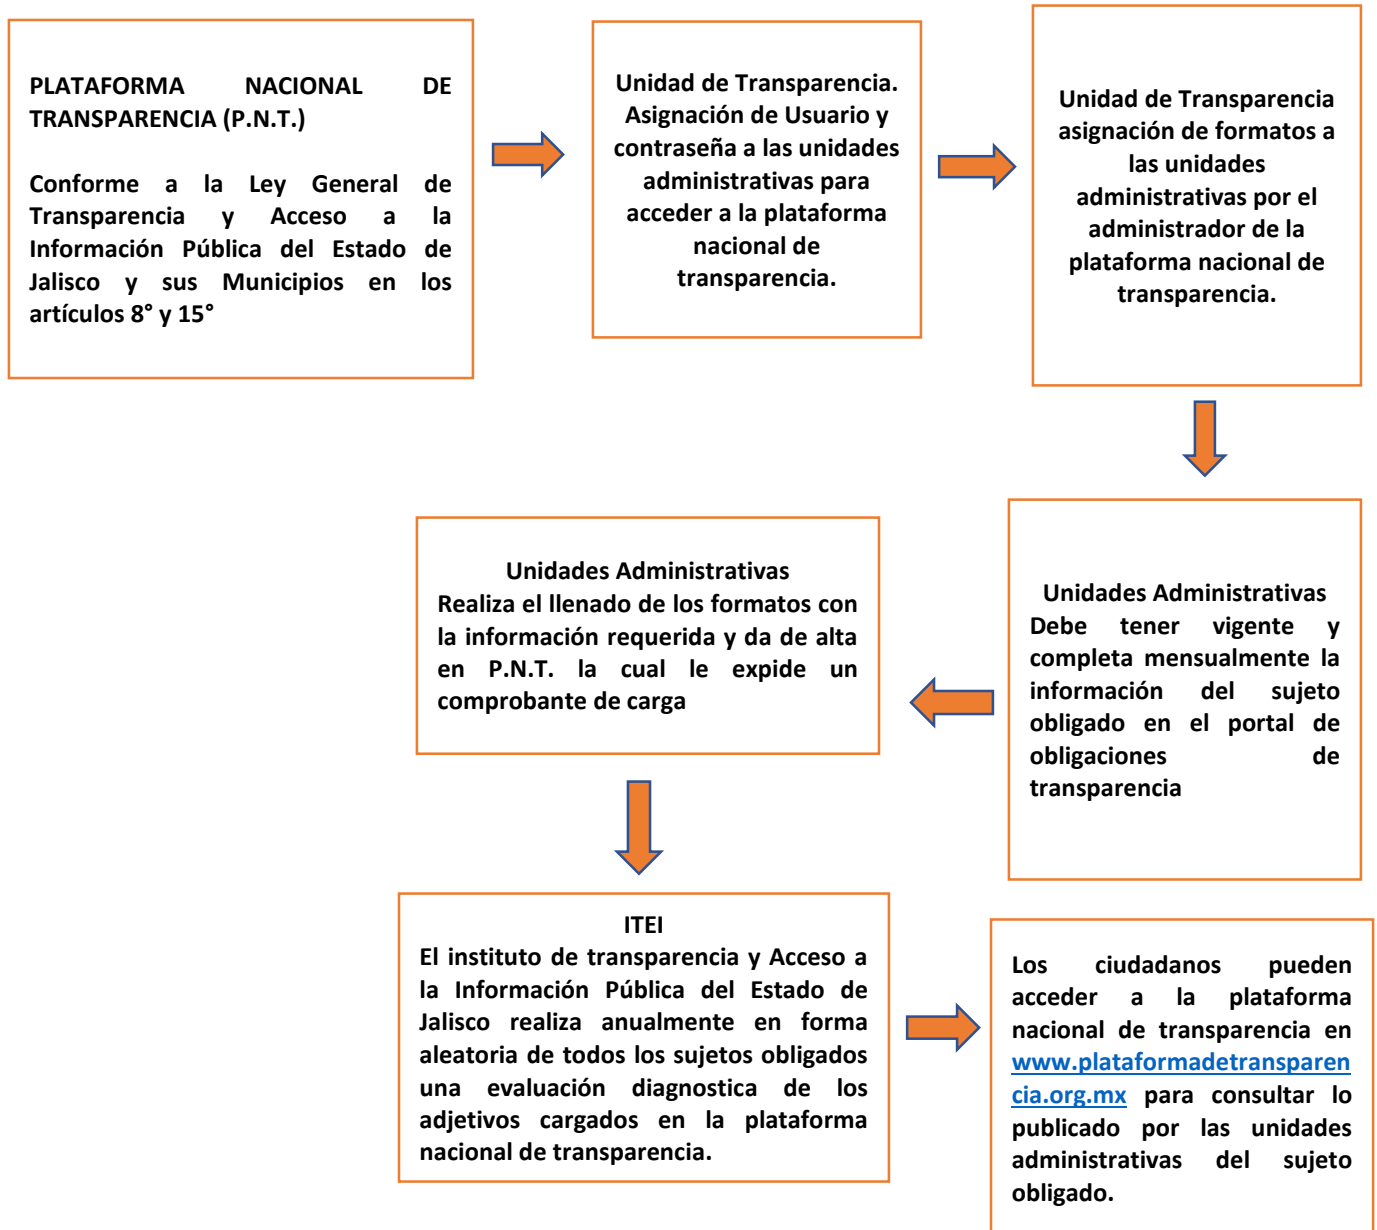 PLATAFORMA NACIONAL DE
TRANSPARENCIA (P.N.T.)
Conforme a la Ley General de
Transparencia y Acceso a la
Información Pública del Estado de
Jalisco y sus Municipios en los
artículos 8° y 15°
Unidad de Transparencia.
Asignación de Usuario y
contraseña a las unidades
administrativas para
acceder a la plataforma
nacional de
transparencia.
Unidad de Transparencia
asignación de formatos a
las unidades
administrativas por el
administrador de la
plataforma nacional de
transparencia.
Unidades Administrativas
Debe tener vigente y
completa mensualmente la
información del sujeto
obligado en el portal de
obligaciones de
transparencia
Unidades Administrativas
Realiza el llenado de los formatos con
la información requerida y da de alta
en P.N.T. la cual le expide un
comprobante de carga
ITEI
El instituto de transparencia y Acceso a
la Información Pública del Estado de
Jalisco realiza anualmente en forma
aleatoria de todos los sujetos obligados
una evaluación diagnostica de los
adjetivos cargados en la plataforma
nacional de transparencia.
Los ciudadanos pueden
acceder a la plataforma
nacional de transparencia en
www.plataformadetransparen
cia.org.mx para consultar lo
publicado por las unidades
administrativas del sujeto
obligado.